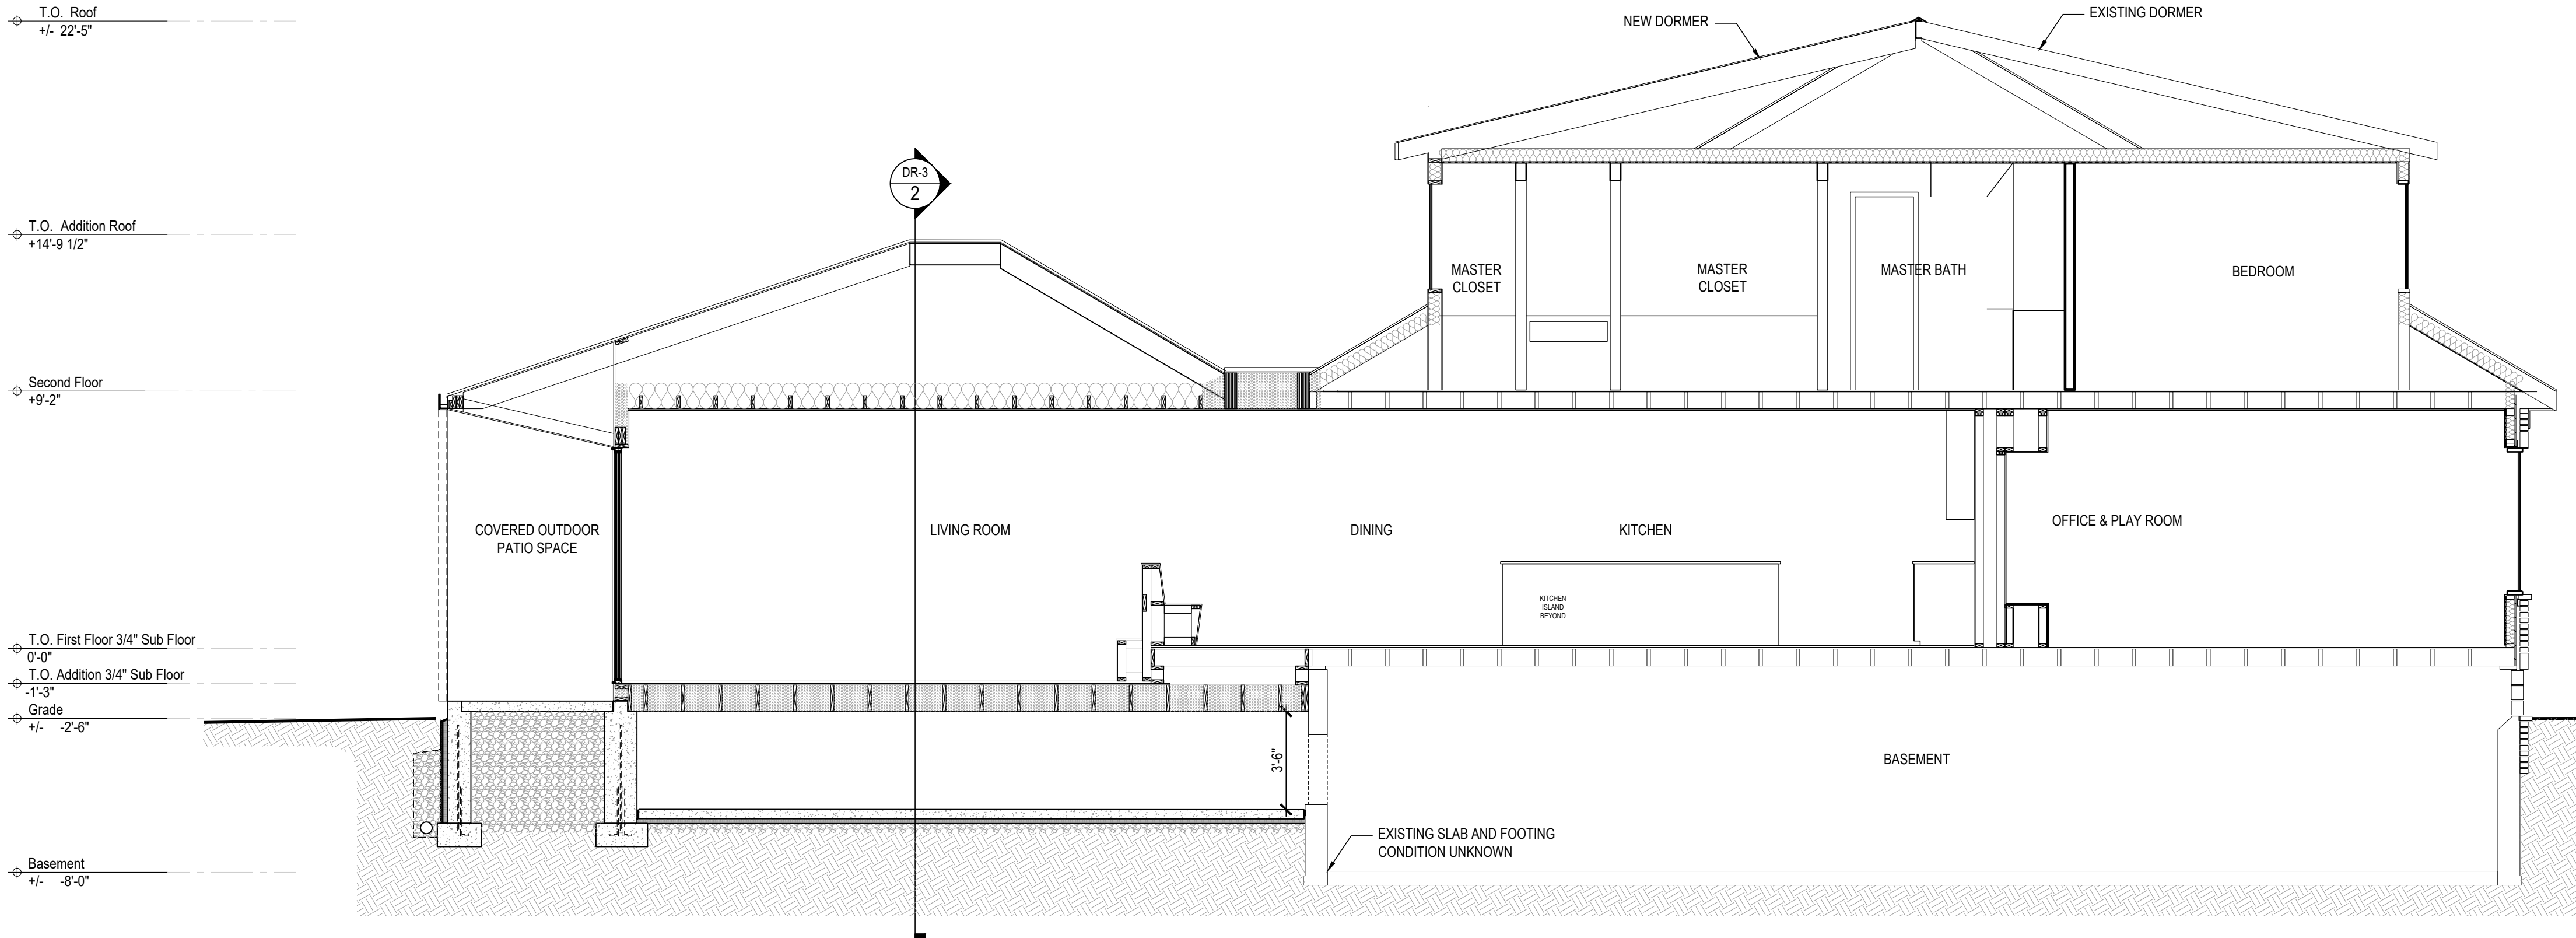 T.O. Roof
+/- 22'-5"
NEW DORMER
EXISTING DORMER
DR-3
2
T.O. Addition Roof
+14'-9 1/2"
MASTER
CLOSET
MASTER
CLOSET
MASTER BATH
BEDROOM
Second Floor
+9'-2"
COVERED OUTDOOR
PATIO SPACE
LIVING ROOM
DINING
KITCHEN
OFFICE & PLAY ROOM
KITCHEN
ISLAND
BEYOND
T.O. First Floor 3/4" Sub Floor
0'-0"
T.O. Addition 3/4" Sub Floor
-1'-3"
Grade
+/- -2'-6"
3'-6"
BASEMENT
EXISTING SLAB AND FOOTING
CONDITION UNKNOWN
Basement
+/- -8'-0"